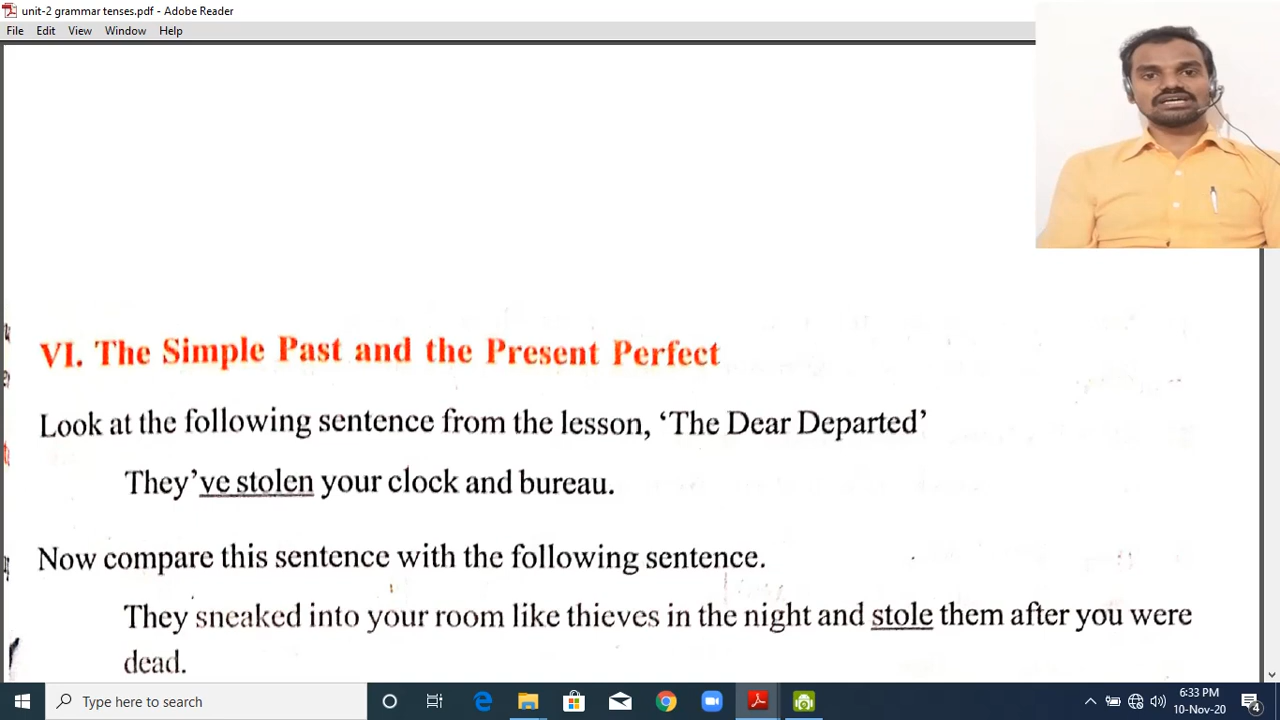 unit-2 grammar tenses.pdf - Adobe Reader
File Edit View Window Help
VI. The Simple Past and the Present Perfect
Look at the following sentence from the lesson, ‘The Dear Departed’
They’ve stolen your clock and bureau.
Now compare this sentence with the following sentence.
They sneaked into your room like thieves in the night and stole them after you were
dead.
Type here to search
6:33 PM
10-Nov-20
4